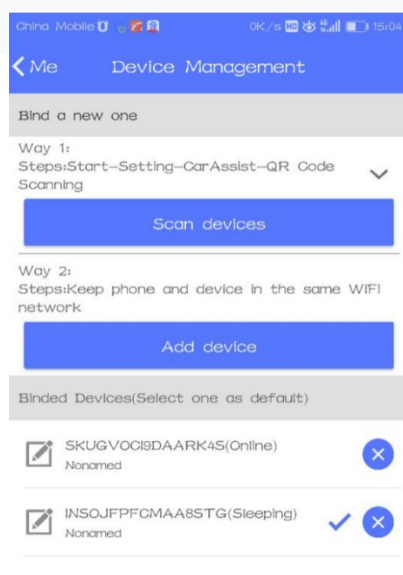 China Mobile 0K/s HD 15:04
Me Device Management
Bind a new one
Way 1:
Steps:Start-Setting-CarAssist-QR Code
Scanning
Scan devices
Way 2:
Steps:Keep phone and device in the same WiFi
network
Add device
Binded Devices(Select one as default)
SKUGVOCI9DAARK4S(Online)
Nonamed
INSOJFPFCMAA8STG(Sleeping)
Nonamed